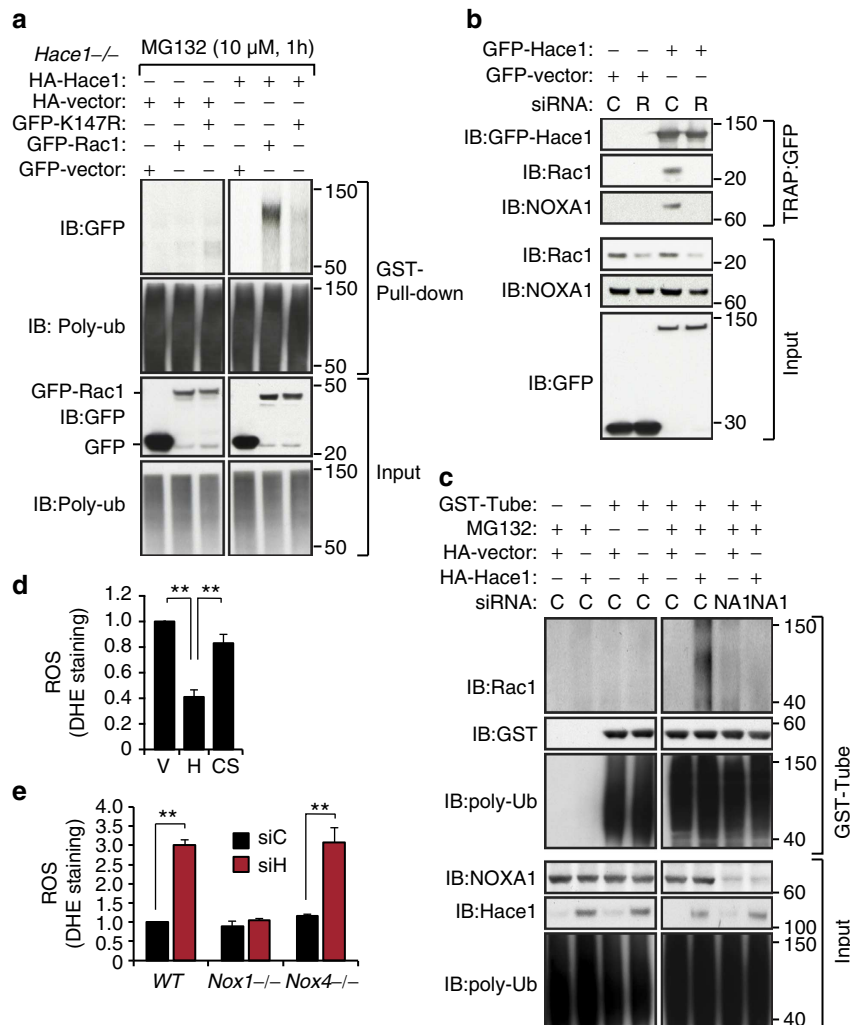 a
Hace1–/–
MG132 (10 µM, 1h)
HA-Hace1: – – – + + +
HA-vector: + + + – – –
GFP-K147R: – – + – – +
GFP-Rac1: – + – – + –
GFP-vector: + – – + – –
IB:GFP
150
50
IB: Poly-ub
150
50
GST-
Pull-down
GFP-Rac1
IB:GFP
GFP
50
20
IB:Poly-ub
150
50
Input
b
GFP-Hace1: – – + +
GFP-vector: + + – –
siRNA: C R C R
IB:GFP-Hace1
150
IB:Rac1
20
IB:NOXA1
60
TRAP:GFP
IB:Rac1
20
IB:NOXA1
60
IB:GFP
150
30
Input
c
GST-Tube: – – + + + + + +
MG132: + + – – + + + +
HA-vector: + – + – + – + –
HA-Hace1: – + – + – + – +
siRNA: C C C C C C NA1 NA1
IB:Rac1
150
40
IB:GST
60
IB:poly-Ub
150
40
GST-Tube
IB:NOXA1
60
IB:Hace1
100
IB:poly-Ub
150
40
Input
d
ROS
(DHE staining)
1.2
1.0
0.8
0.6
0.4
0.2
0
** **
V H CS
e
ROS
(DHE staining)
4.0
3.5
3.0
2.5
2.0
1.5
1.0
0.5
0
** **
siC
siH
WT Nox1–/– Nox4–/–